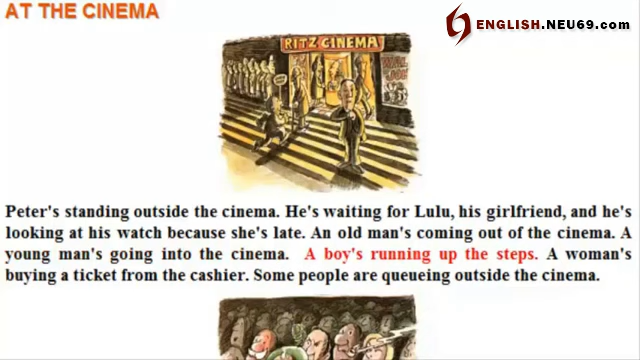 AT THE CINEMA
ENGLISH.NEU69.com
RITZ CINEMA
Peter's standing outside the cinema. He's waiting for Lulu, his girlfriend, and he's
looking at his watch because she's late. An old man's coming out of the cinema. A
young man's going into the cinema. A boy's running up the steps. A woman's
buying a ticket from the cashier. Some people are queueing outside the cinema.